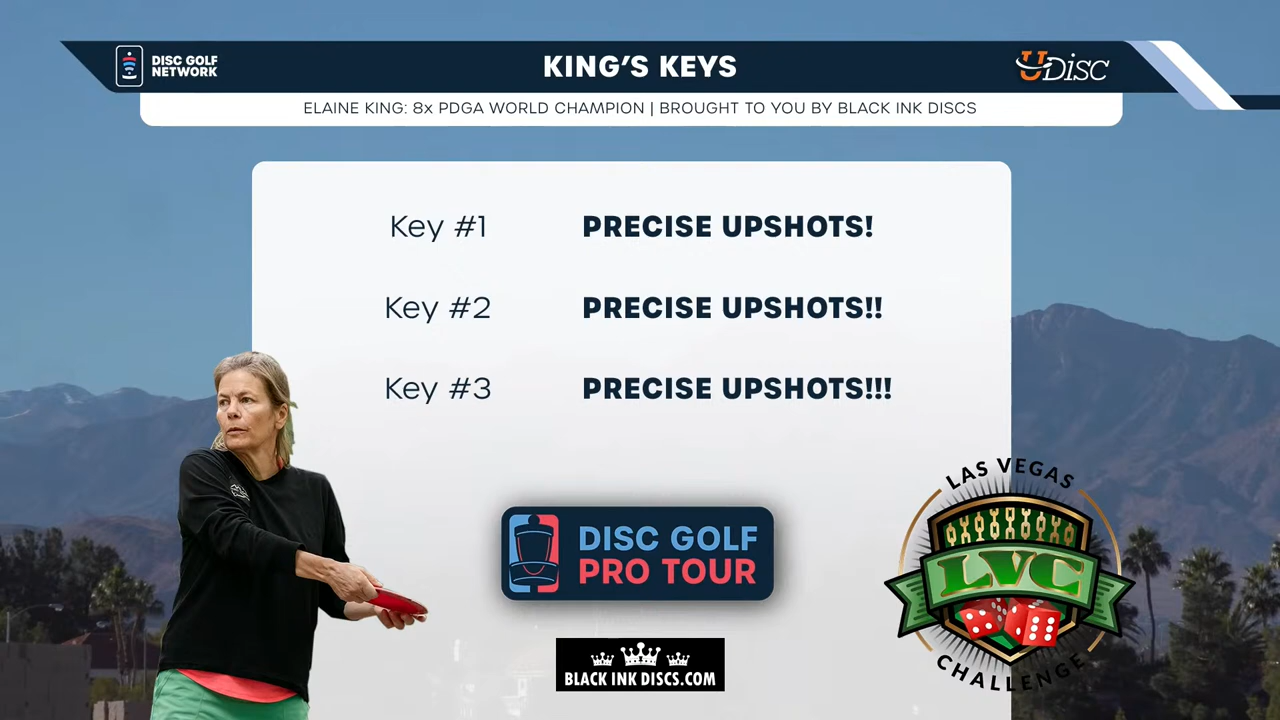 DISC GOLF
NETWORK
KING'S KEYS
UDisc
ELAINE KING: 8x PDGA WORLD CHAMPION | BROUGHT TO YOU BY BLACK INK DISCS
Key #1 PRECISE UPSHOTS!
Key #2 PRECISE UPSHOTS!!
Key #3 PRECISE UPSHOTS!!!
LAS VEGAS
LVC
CHALLENGE
DISC GOLF
PRO TOUR
BLACK INK DISCS.COM